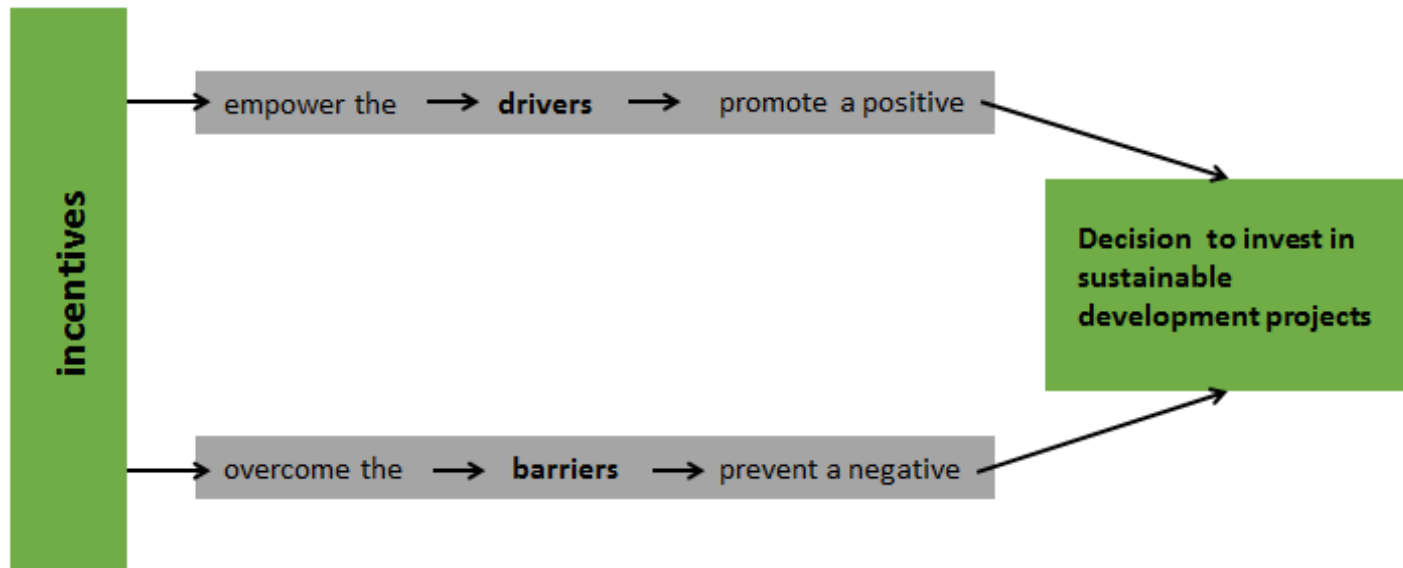 incentives
empower the drivers promote a positive
Decision to invest in
sustainable
development projects
overcome the barriers prevent a negative